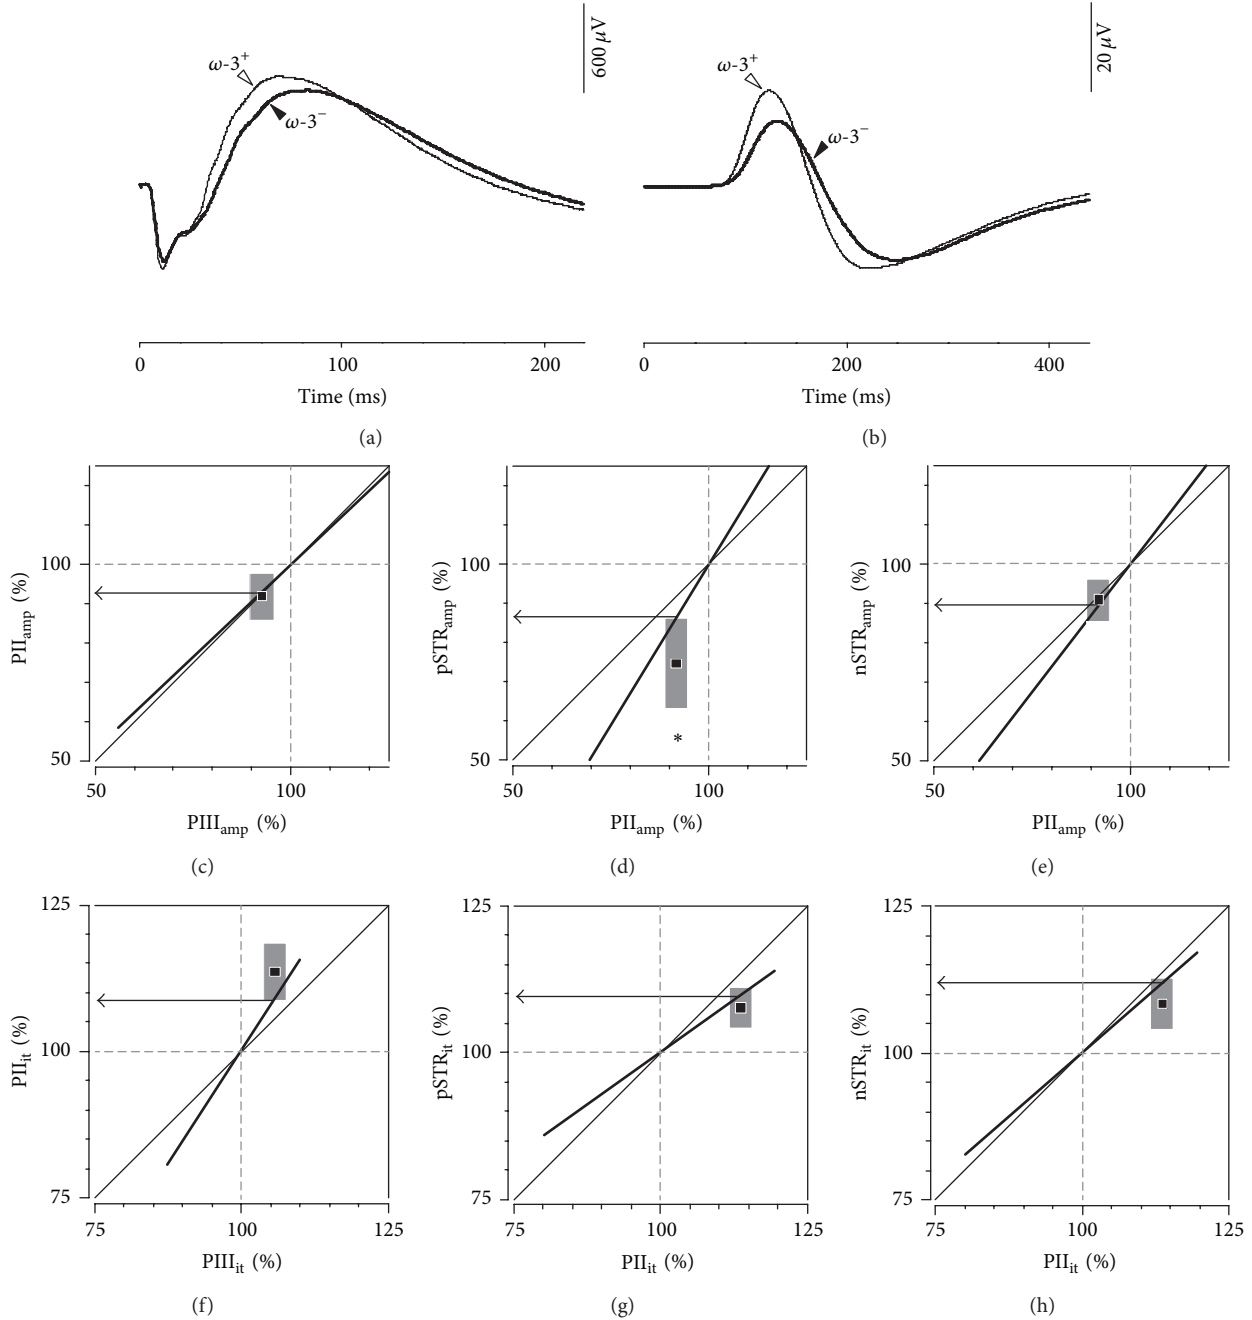 600 μV
20 μV
ω-3⁺
ω-3⁻
ω-3⁺
ω-3⁻
0 100 200
Time (ms)
(a)
0 200 400
Time (ms)
(b)
100
50
PII_amp (%)
50 100
PIII_amp (%)
(c)
100
50
pSTR_amp (%)
*
50 100
PII_amp (%)
(d)
100
50
nSTR_amp (%)
50 100
PII_amp (%)
(e)
125
100
75
PII_it (%)
75 100 125
PIII_it (%)
(f)
125
100
75
pSTR_it (%)
75 100 125
PII_it (%)
(g)
125
100
75
nSTR_it (%)
75 100 125
PII_it (%)
(h)